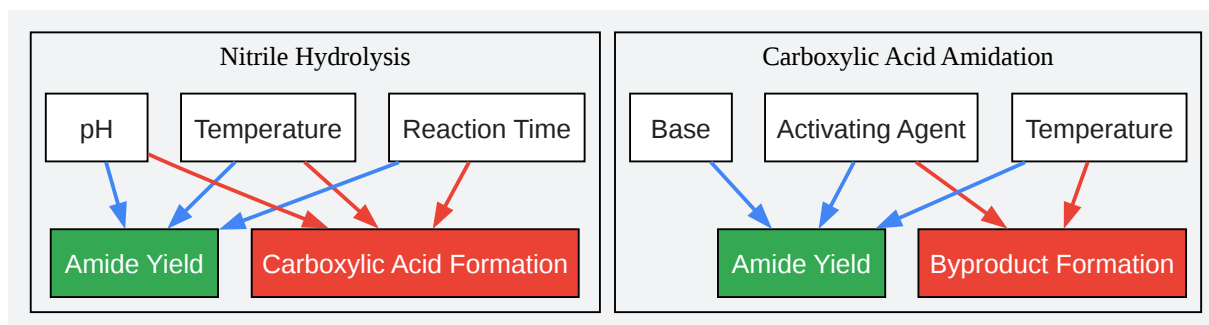 Nitrile Hydrolysis
pH
Temperature
Reaction Time
Amide Yield
Carboxylic Acid Formation
Carboxylic Acid Amidation
Base
Activating Agent
Temperature
Amide Yield
Byproduct Formation